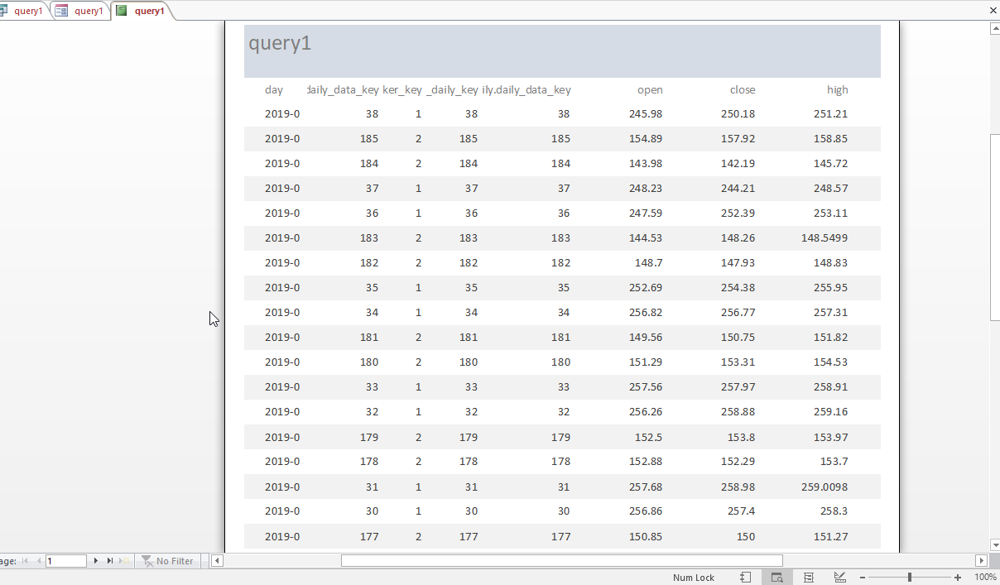 query1 query1 query1
query1
day daily_data_key ker_key _daily_key ily.daily_data_key open close high
2019-0 38 1 38 38 245.98 250.18 251.21
2019-0 185 2 185 185 154.89 157.92 158.85
2019-0 184 2 184 184 143.98 142.19 145.72
2019-0 37 1 37 37 248.23 244.21 248.57
2019-0 36 1 36 36 247.59 252.39 253.11
2019-0 183 2 183 183 144.53 148.26 148.5499
2019-0 182 2 182 182 148.7 147.93 148.83
2019-0 35 1 35 35 252.69 254.38 255.95
2019-0 34 1 34 34 256.82 256.77 257.31
2019-0 181 2 181 181 149.56 150.75 151.82
2019-0 180 2 180 180 151.29 153.31 154.53
2019-0 33 1 33 33 257.56 257.97 258.91
2019-0 32 1 32 32 256.26 258.88 259.16
2019-0 179 2 179 179 152.5 153.8 153.97
2019-0 178 2 178 178 152.88 152.29 153.7
2019-0 31 1 31 31 257.68 258.98 259.0098
2019-0 30 1 30 30 256.86 257.4 258.3
2019-0 177 2 177 177 150.85 150 151.27
age: 1 No Filter
Num Lock 100%